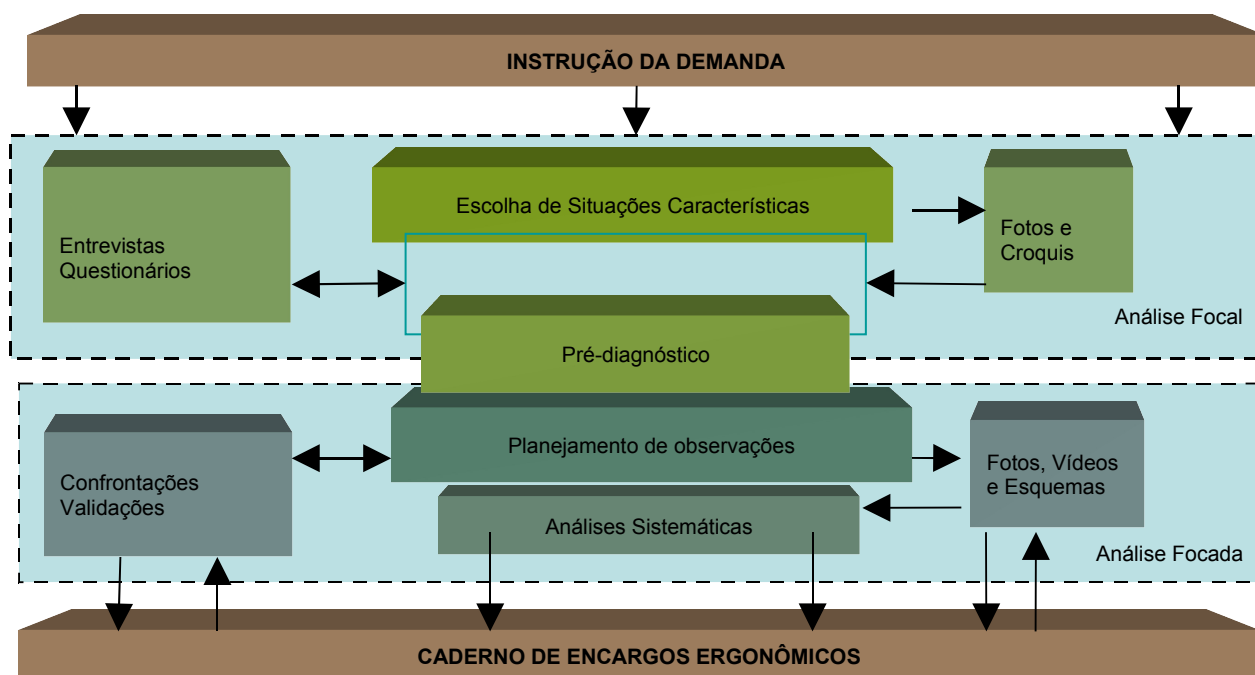 INSTRUÇÃO DA DEMANDA
Escolha de Situações Características
Entrevistas
Questionários
Fotos e
Croquis
Análise Focal
Pré-diagnóstico
Planejamento de observações
Confrontações
Validações
Fotos, Vídeos
e Esquemas
Análises Sistemáticas
Análise Focada
CADERNO DE ENCARGOS ERGONÔMICOS